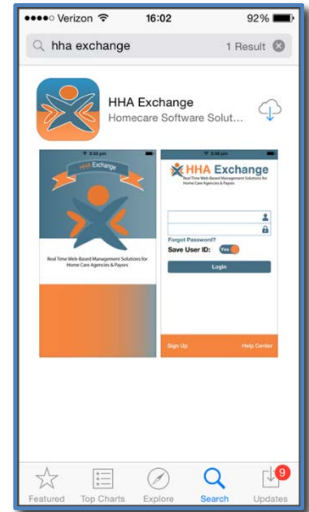 Verizon 16:02 92%
hha exchange 1 Result
HHA Exchange
Homecare Software Solut...
HHA Exchange
Real Time Web-Based Management Solutions for
Home Care Agencies & Payors
HHA Exchange
Real Time Web-Based Management Solutions for
Home Care Agencies & Payors
Forgot Password?
Save User ID: Yes
Login
Sign Up Help Center
9
Featured Top Charts Explore Search Updates